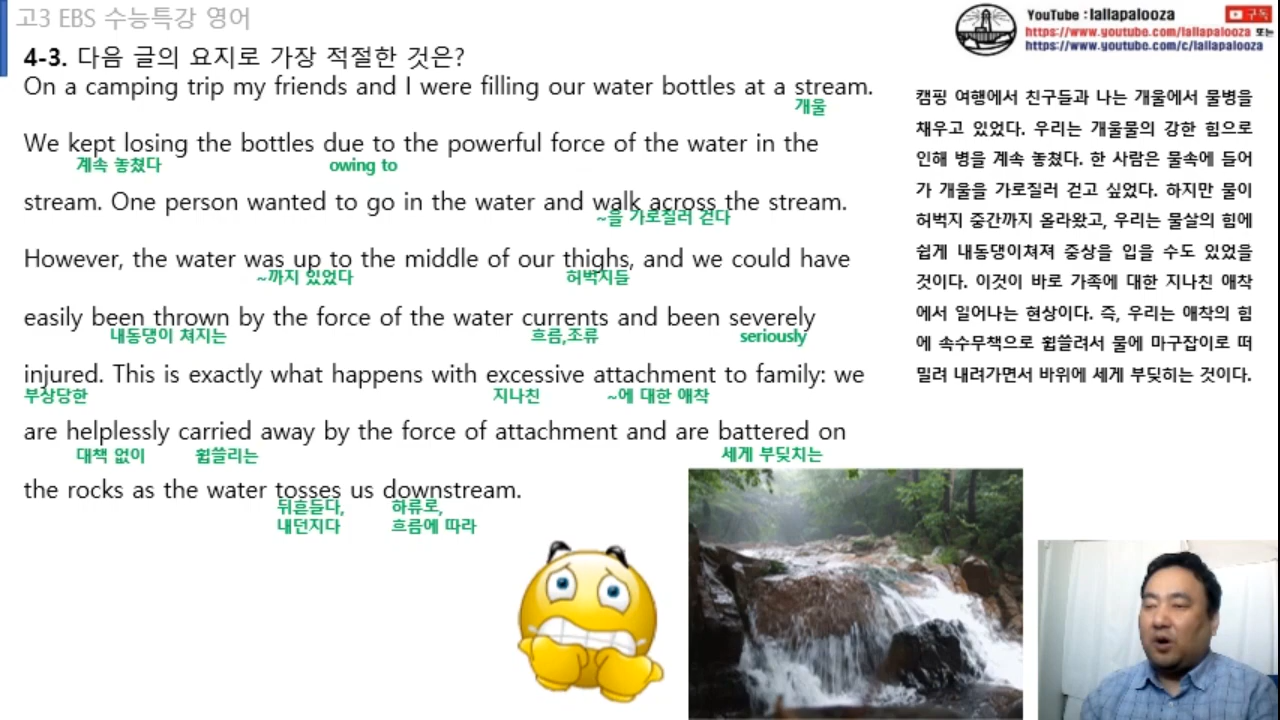 고3 EBS 수능특강 영어
YouTube : lallapalooza
구독
https://www.youtube.com/lallapalooza 또는
https://www.youtube.com/c/lallapalooza
4-3. 다음 글의 요지로 가장 적절한 것은?
On a camping trip my friends and I were filling our water bottles at a stream.
개울
We kept losing the bottles due to the powerful force of the water in the
계속 놓쳤다 owing to
stream. One person wanted to go in the water and walk across the stream.
~을 가로질러 걷다
However, the water was up to the middle of our thighs, and we could have
~까지 있었다 허벅지들
easily been thrown by the force of the water currents and been severely
내동댕이 쳐지는 흐름,조류 seriously
injured. This is exactly what happens with excessive attachment to family: we
부상당한 지나친 ~에 대한 애착
are helplessly carried away by the force of attachment and are battered on
대책 없이 휩쓸리는 세게 부딪치는
the rocks as the water tosses us downstream.
뒤흔들다, 하류로,
내던지다 흐름에 따라
캠핑 여행에서 친구들과 나는 개울에서 물병을
채우고 있었다. 우리는 개울물의 강한 힘으로
인해 병을 계속 놓쳤다. 한 사람은 물속에 들어
가 개울을 가로질러 걷고 싶었다. 하지만 물이
허벅지 중간까지 올라왔고, 우리는 물살의 힘에
쉽게 내동댕이쳐져 중상을 입을 수도 있었을
것이다. 이것이 바로 가족에 대한 지나친 애착
에서 일어나는 현상이다. 즉, 우리는 애착의 힘
에 속수무책으로 휩쓸려서 물에 마구잡이로 떠
밀려 내려가면서 바위에 세게 부딪히는 것이다.